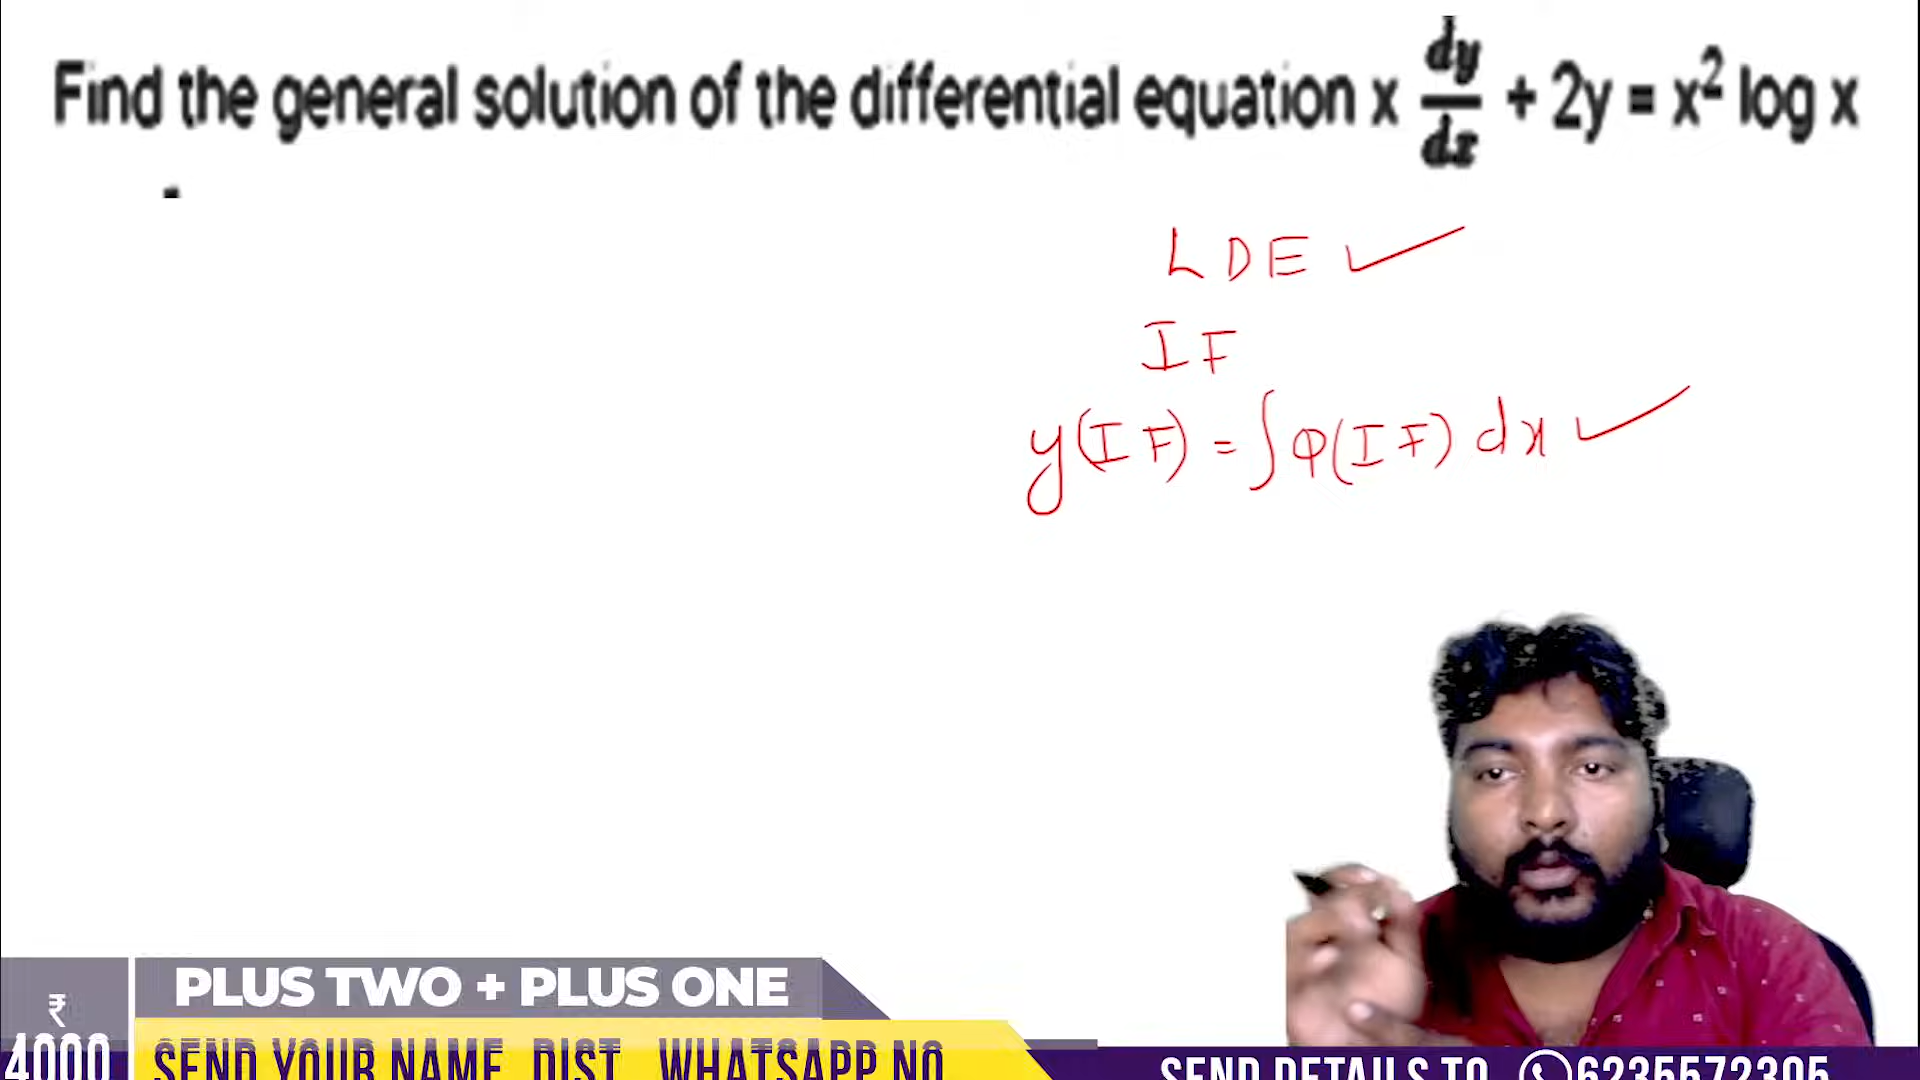 Find the general solution of the differential equation x dy/dx + 2y = x² log x
LDE ✓
IF
y(IF) = ∫Q(IF) dx ✓
PLUS TWO + PLUS ONE
₹
4000
SEND YOUR NAME, DIST, WHATSAPP NO
SEND DETAILS TO 6235572305